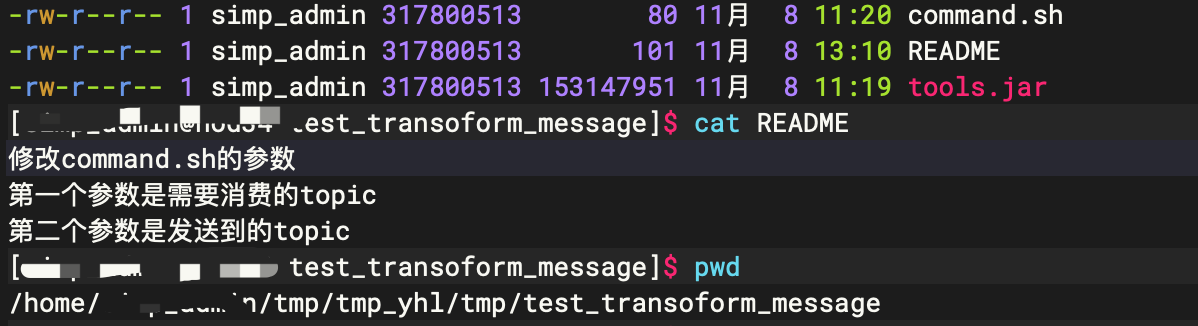 -rw-r--r-- 1 simp_admin 317800513 80 11月 8 11:20 command.sh
-rw-r--r-- 1 simp_admin 317800513 101 11月 8 13:10 README
-rw-r--r-- 1 simp_admin 317800513 153147951 11月 8 11:19 tools.jar
[ test_transoform_message]$ cat README
修改command.sh的参数
第一个参数是需要消费的topic
第二个参数是发送到的topic
[ test_transoform_message]$ pwd
/home/ /tmp/tmp_yhl/tmp/test_transoform_message